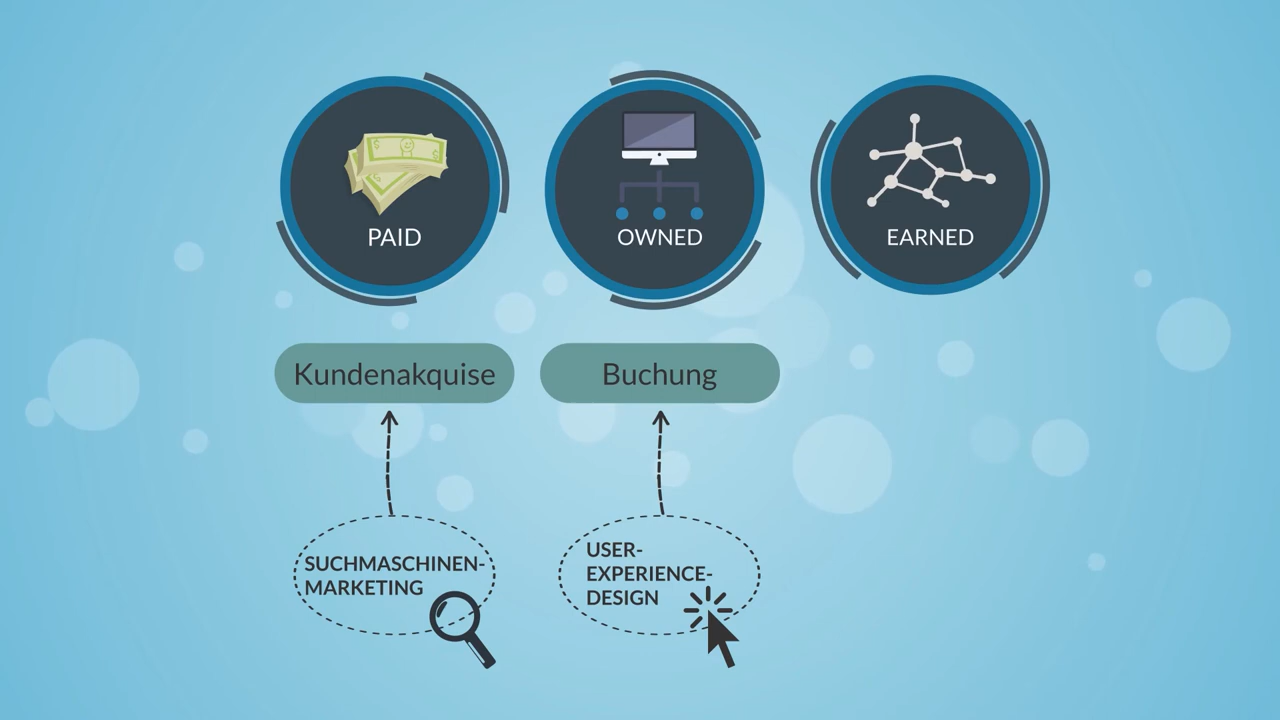 PAID
OWNED
EARNED
Kundenakquise
Buchung
SUCHMASCHINEN-
MARKETING
USER-
EXPERIENCE-
DESIGN